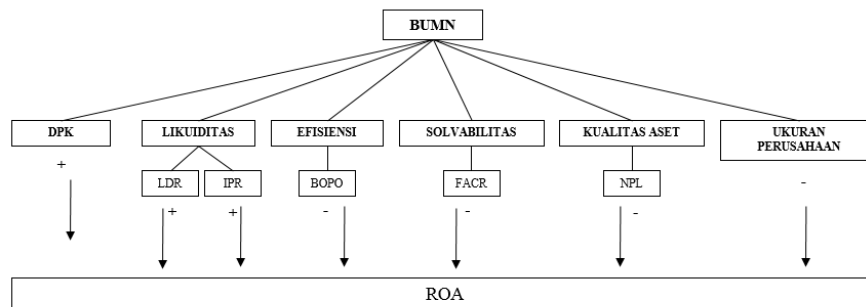 BUMN
DPK
LIKUIDITAS
EFISIENSI
SOLVABILITAS
KUALITAS ASET
UKURAN
PERUSAHAAN
+
LDR
IPR
BOPO
FACR
NPL
-
+
+
-
-
-
ROA